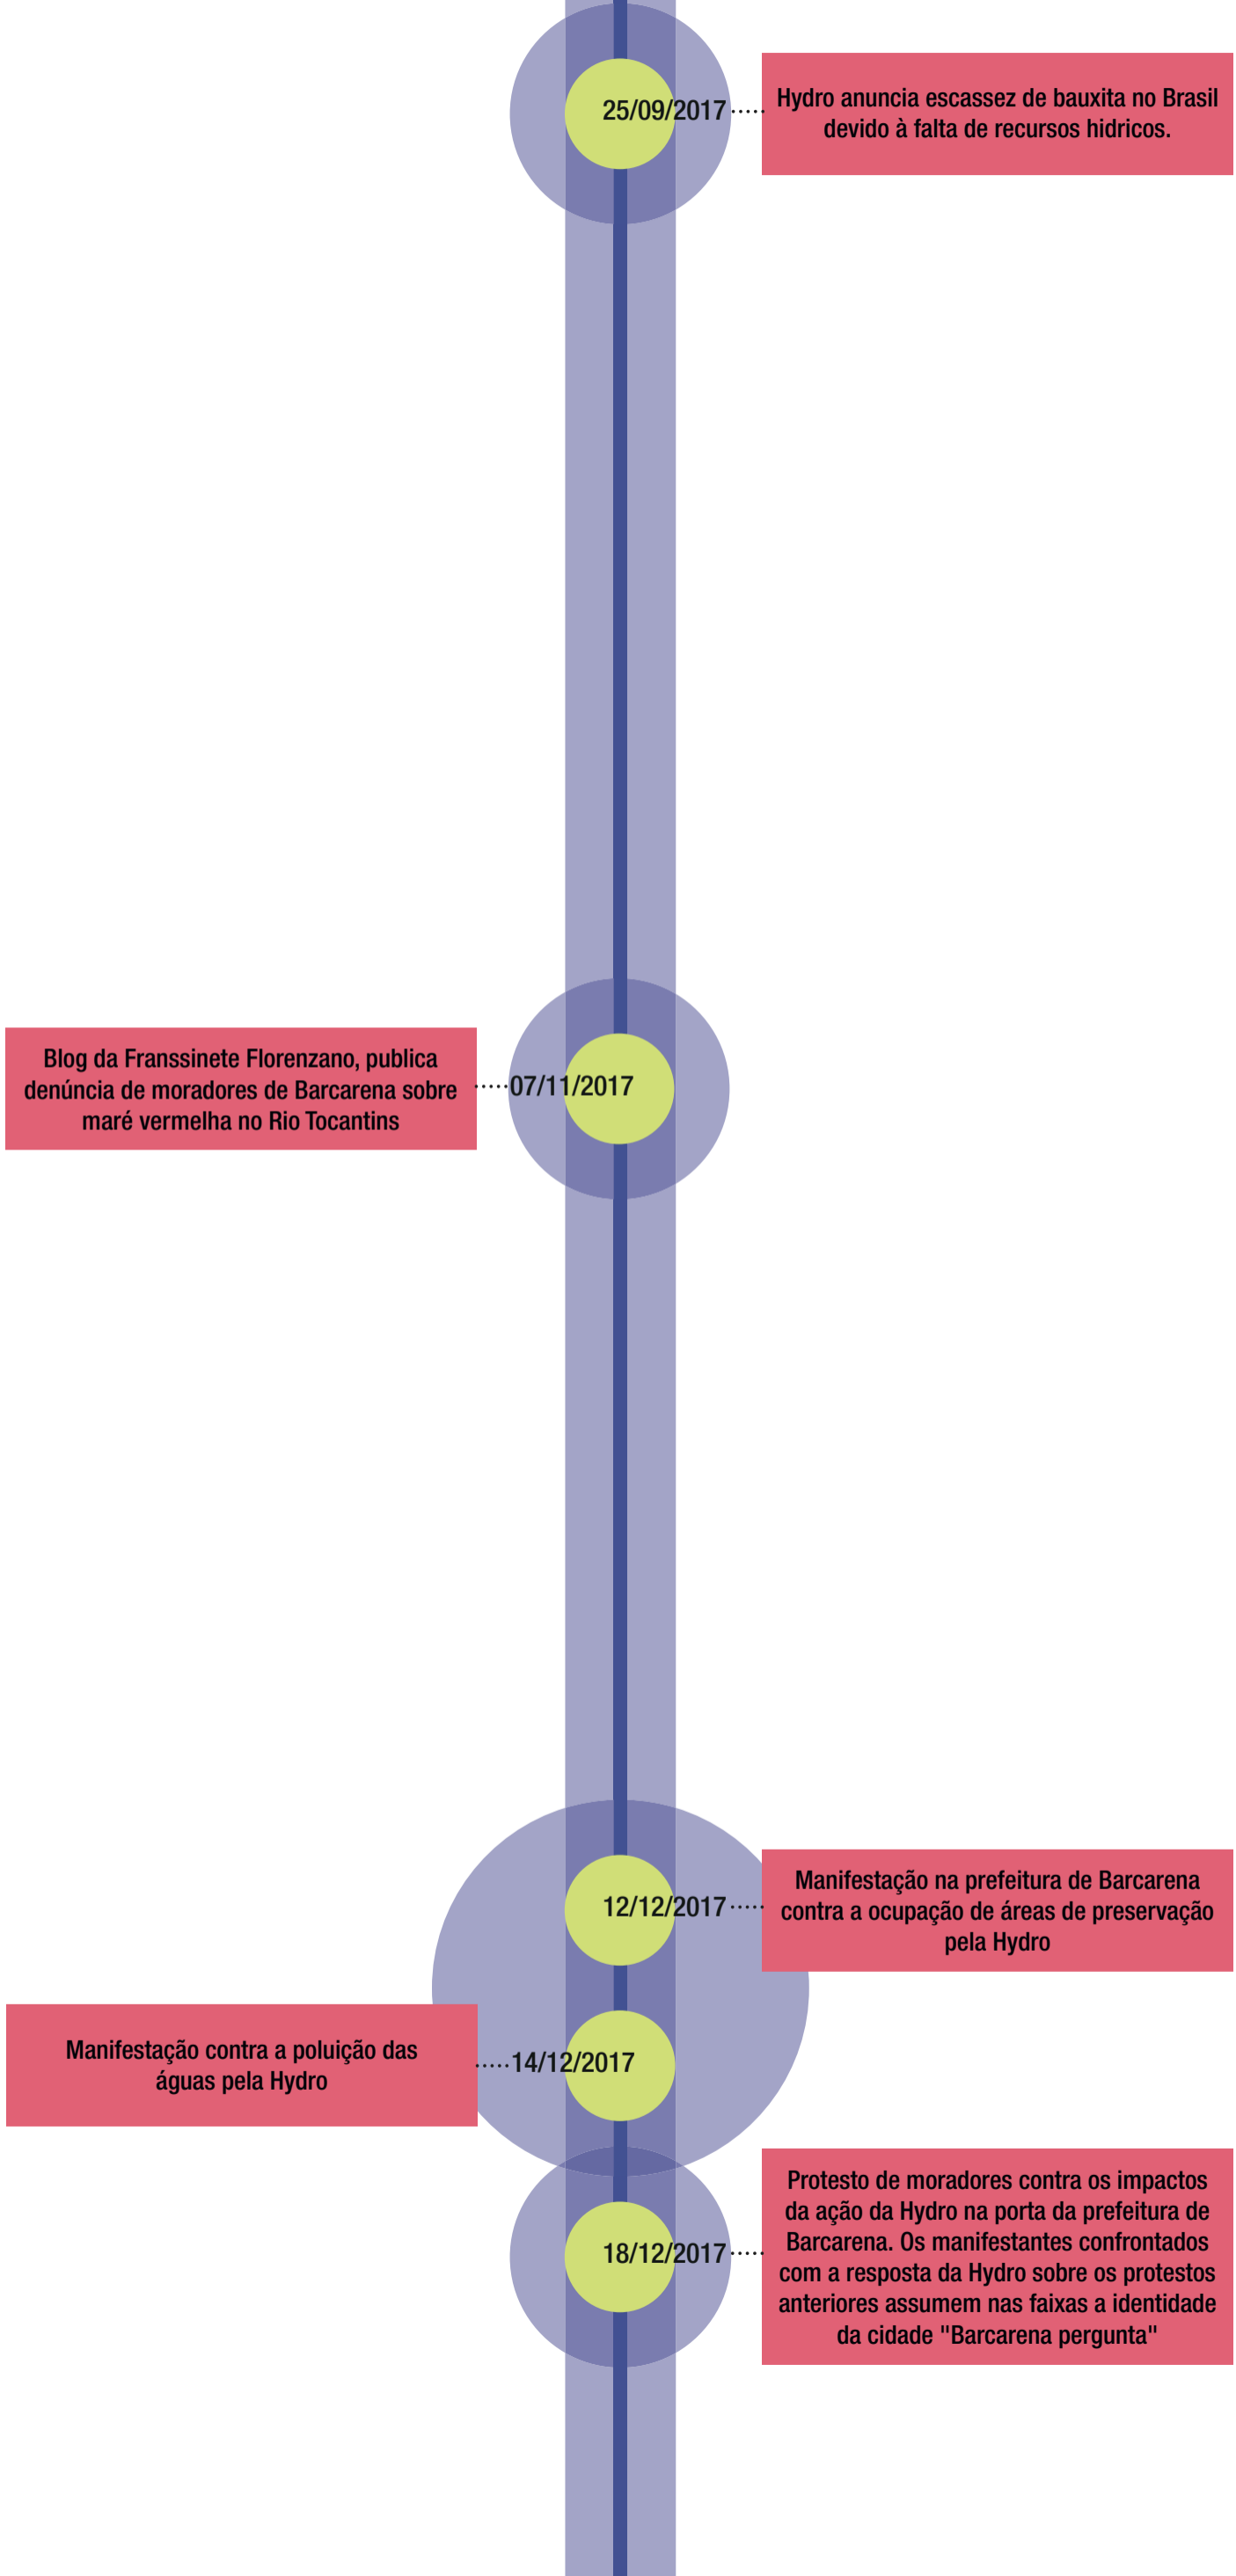 25/09/2017
Hydro anuncia escassez de bauxita no Brasil
devido à falta de recursos hidricos.
Blog da Franssinete Florenzano, publica
denúncia de moradores de Barcarena sobre
maré vermelha no Rio Tocantins
07/11/2017
12/12/2017
Manifestação na prefeitura de Barcarena
contra a ocupação de áreas de preservação
pela Hydro
Manifestação contra a poluição das
águas pela Hydro
14/12/2017
18/12/2017
Protesto de moradores contra os impactos
da ação da Hydro na porta da prefeitura de
Barcarena. Os manifestantes confrontados
com a resposta da Hydro sobre os protestos
anteriores assumem nas faixas a identidade
da cidade "Barcarena pergunta"